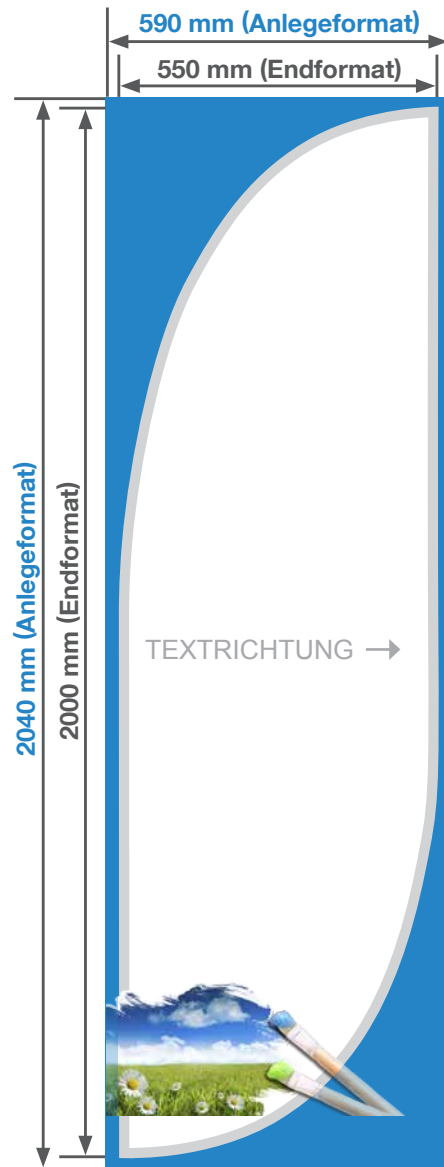 590 mm (Anlegeformat)
550 mm (Endformat)
2040 mm (Anlegeformat)
2000 mm (Endformat)
TEXTRICHTUNG →